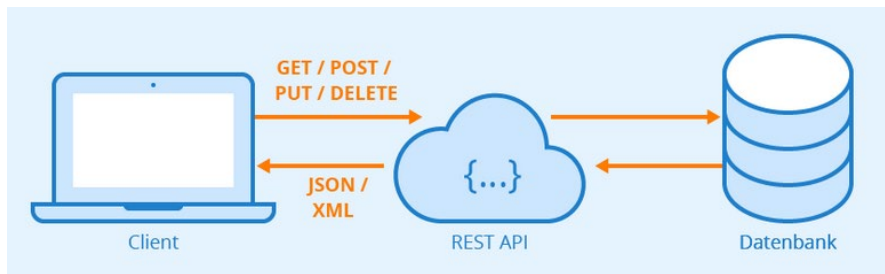 GET / POST /
PUT / DELETE
{...}
JSON /
XML
Client
REST API
Datenbank